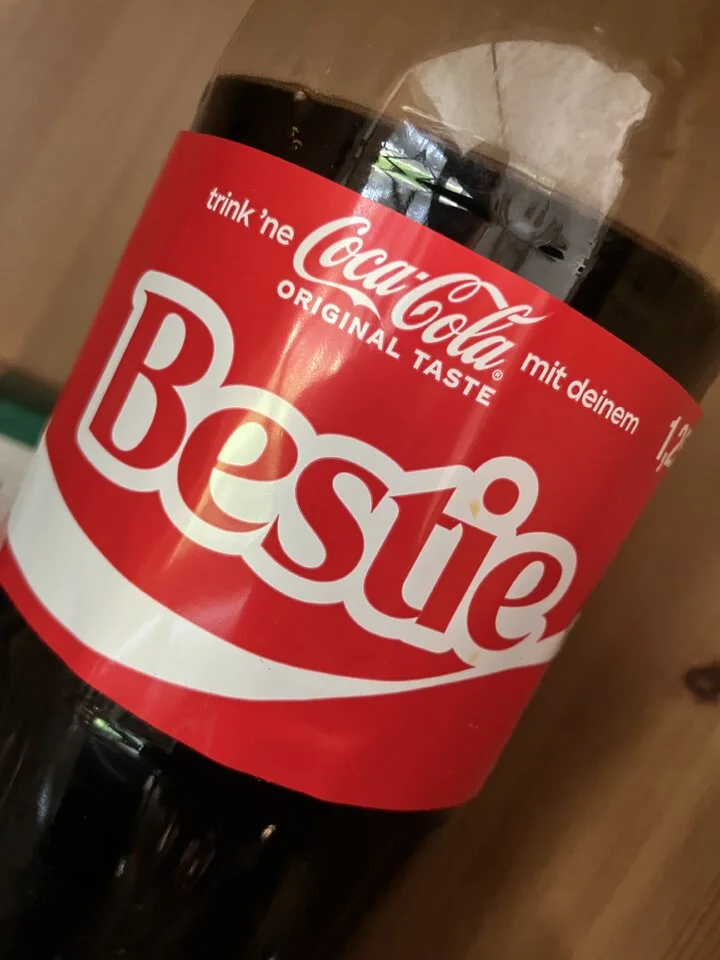 trink 'ne Coca-Cola® mit deinem
ORIGINAL TASTE
Bestie